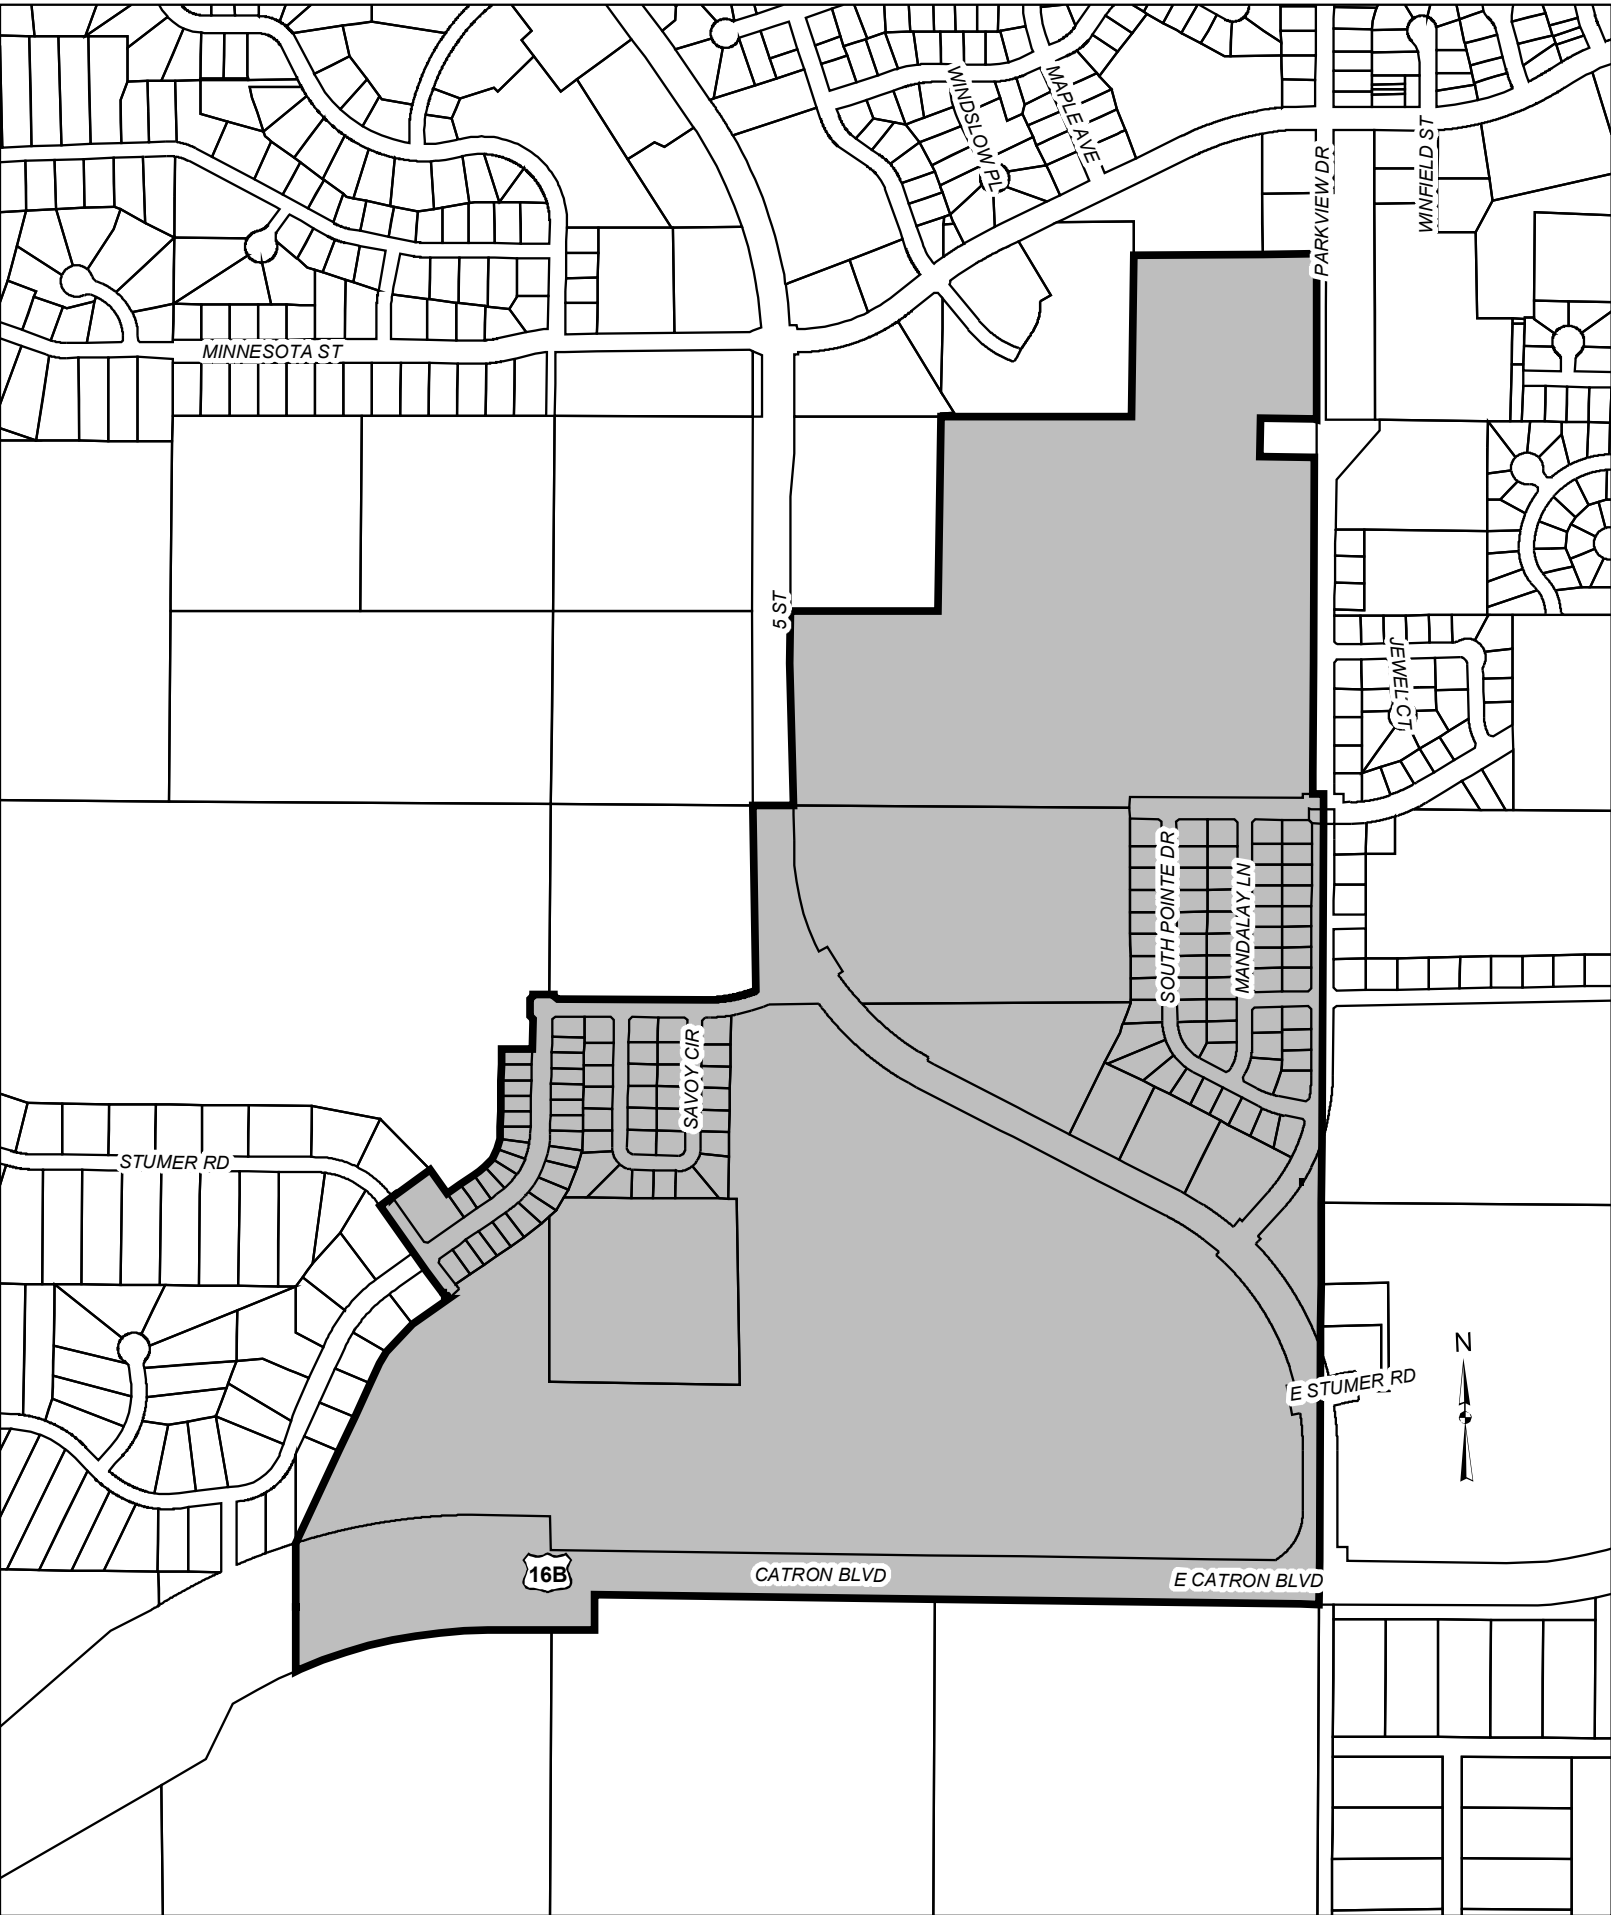 WINDSLOW PL
MAPLE AVE
PARKVIEW DR
WINFIELD ST
MINNESOTA ST
5 ST
JEWEL CT
SOUTH POINTE DR
MANDALAY LN
SAVOY CIR
STUMER RD
N
E STUMER RD
16B
CATRON BLVD
E CATRON BLVD